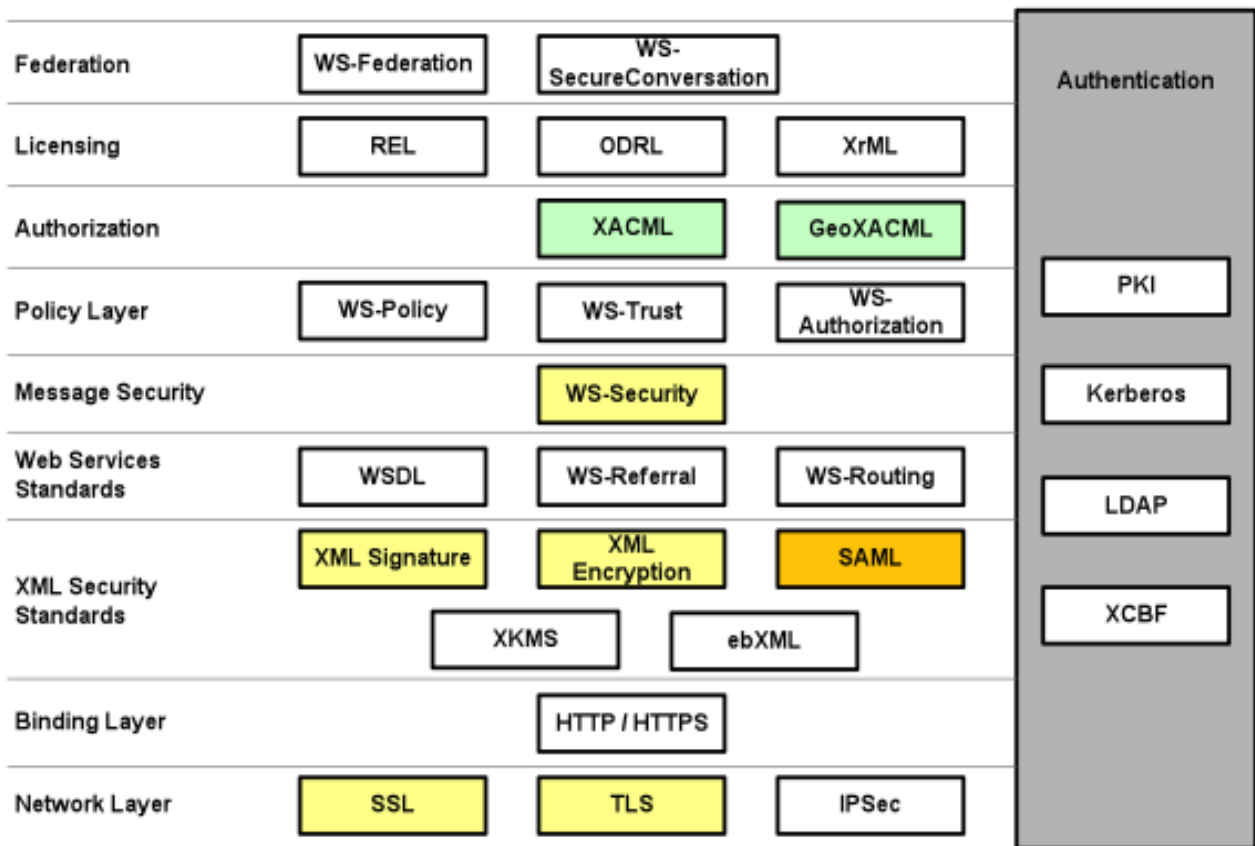 Federation
WS-Federation
WS-
SecureConversation
Authentication
Licensing
REL
ODRL
XrML
Authorization
XACML
GeoXACML
Policy Layer
WS-Policy
WS-Trust
WS-
Authorization
PKI
Message Security
WS-Security
Kerberos
Web Services
Standards
WSDL
WS-Referral
WS-Routing
LDAP
XML Security
Standards
XML Signature
XML
Encryption
SAML
XKMS
ebXML
XCBF
Binding Layer
HTTP / HTTPS
Network Layer
SSL
TLS
IPSec